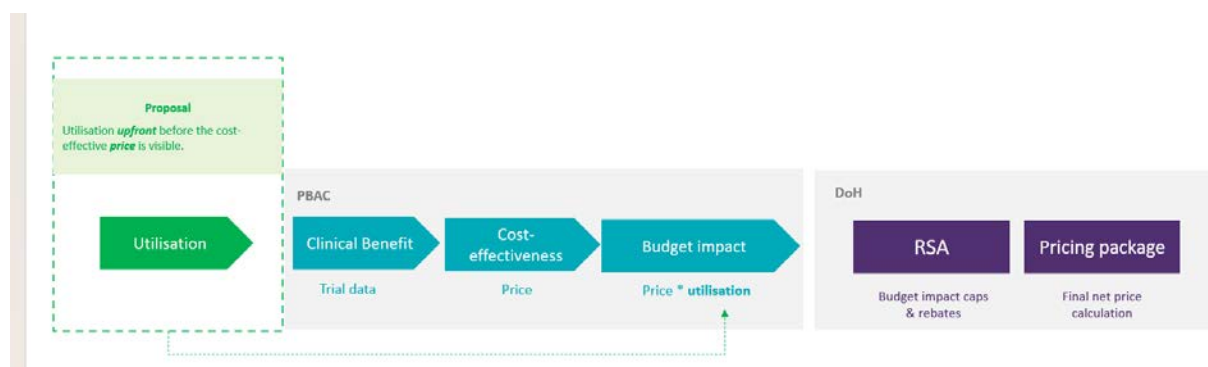 Proposal
Utilisation upfront before the cost-
effective price is visible.
PBAC
DoH
Utilisation
Clinical Benefit
Cost-
effectiveness
Budget impact
RSA
Pricing package
Trial data
Price
Price * utilisation
Budget impact caps
& rebates
Final net price
calculation